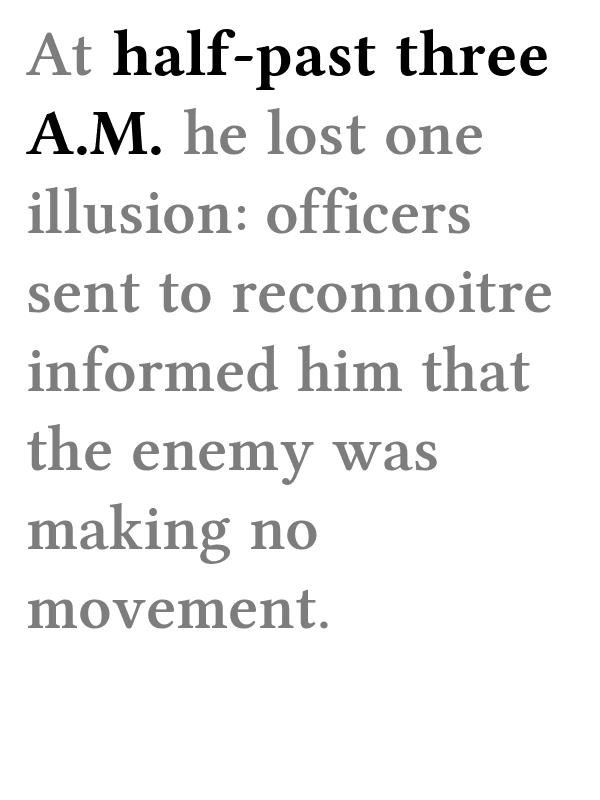 At half-past three
A.M. he lost one
illusion: officers
sent to reconnoitre
informed him that
the enemy was
making no
movement.